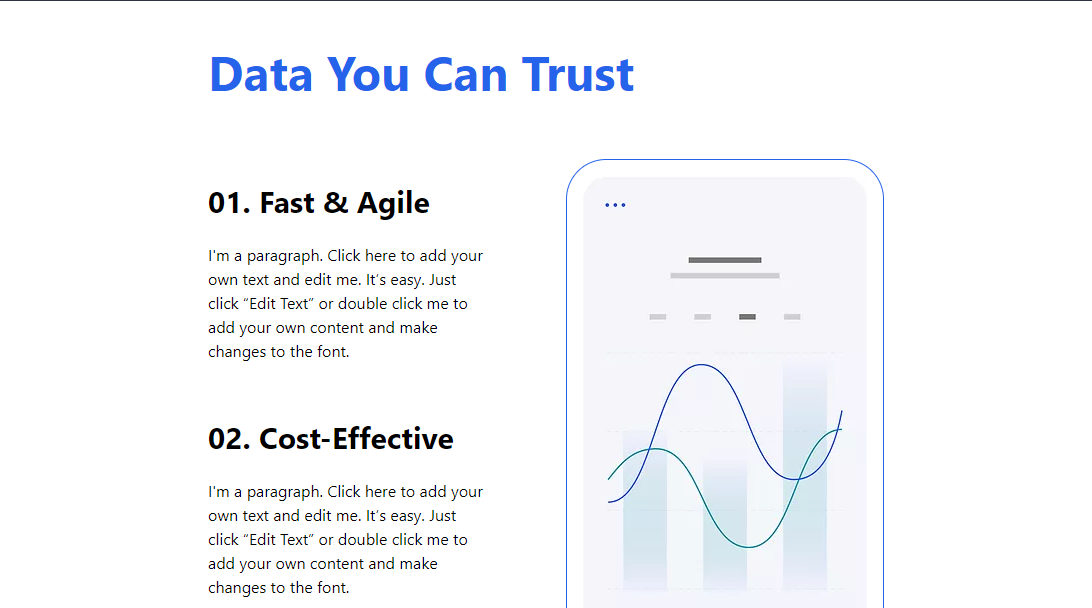 Data You Can Trust
01. Fast & Agile
I'm a paragraph. Click here to add your
own text and edit me. It’s easy. Just
click “Edit Text” or double click me to
add your own content and make
changes to the font.
02. Cost-Effective
I'm a paragraph. Click here to add your
own text and edit me. It’s easy. Just
click “Edit Text” or double click me to
add your own content and make
changes to the font.